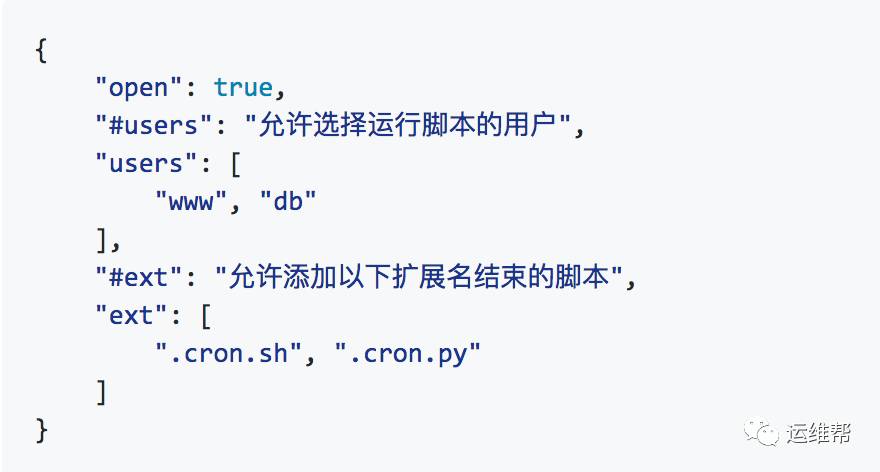 {
    "open": true,
    "#users": "允许选择运行脚本的用户",
    "users": [
        "www", "db"
    ],
    "#ext": "允许添加以下扩展名结束的脚本",
    "ext": [
        ".cron.sh", ".cron.py"
    ]
}
运维帮